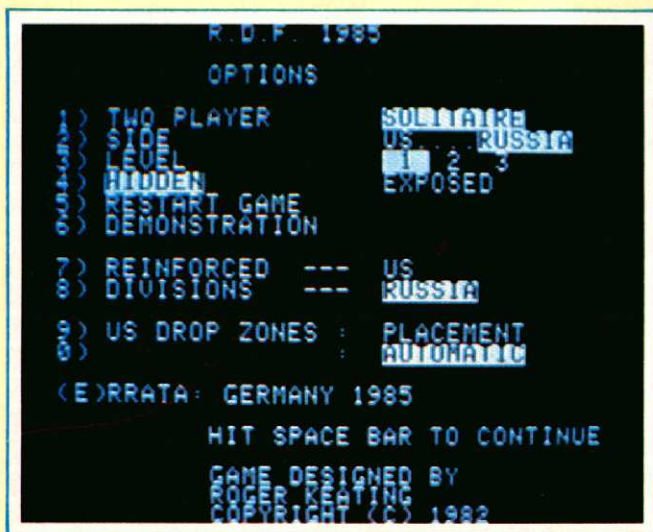 R.D.F. 1985
OPTIONS
1) TWO PLAYER SOLITAIRE
2) SIDE US....RUSSIA
3) LEVEL 1 2 3
4) HIDDEN EXPOSED
5) RESTART GAME
6) DEMONSTRATION
7) REINFORCED --- US
8) DIVISIONS --- RUSSIA
9) US DROP ZONES : PLACEMENT
0) : AUTOMATIC
(E)RRATA: GERMANY 1985
HIT SPACE BAR TO CONTINUE
GAME DESIGNED BY
ROGER KEATING
COPYRIGHT (C) 1982